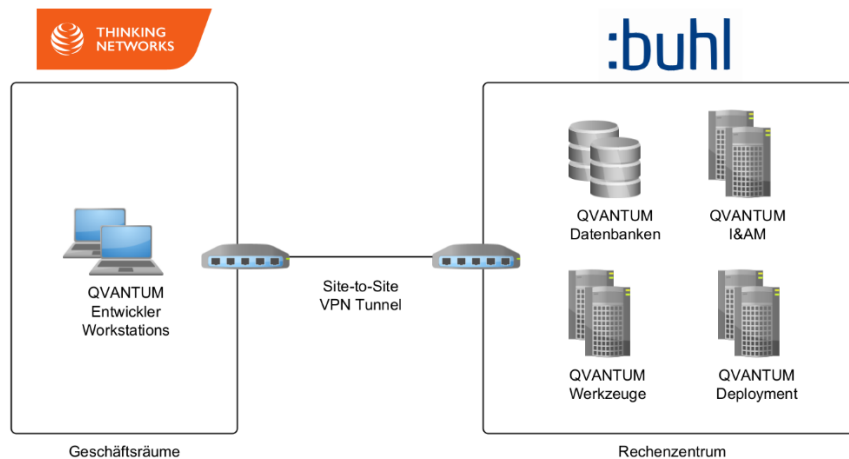 THINKING
NETWORKS
:buhl
QVANTUM
Entwickler
Workstations
Site-to-Site
VPN Tunnel
QVANTUM
Datenbanken
QVANTUM
I&AM
QVANTUM
Werkzeuge
QVANTUM
Deployment
Geschäftsräume
Rechenzentrum